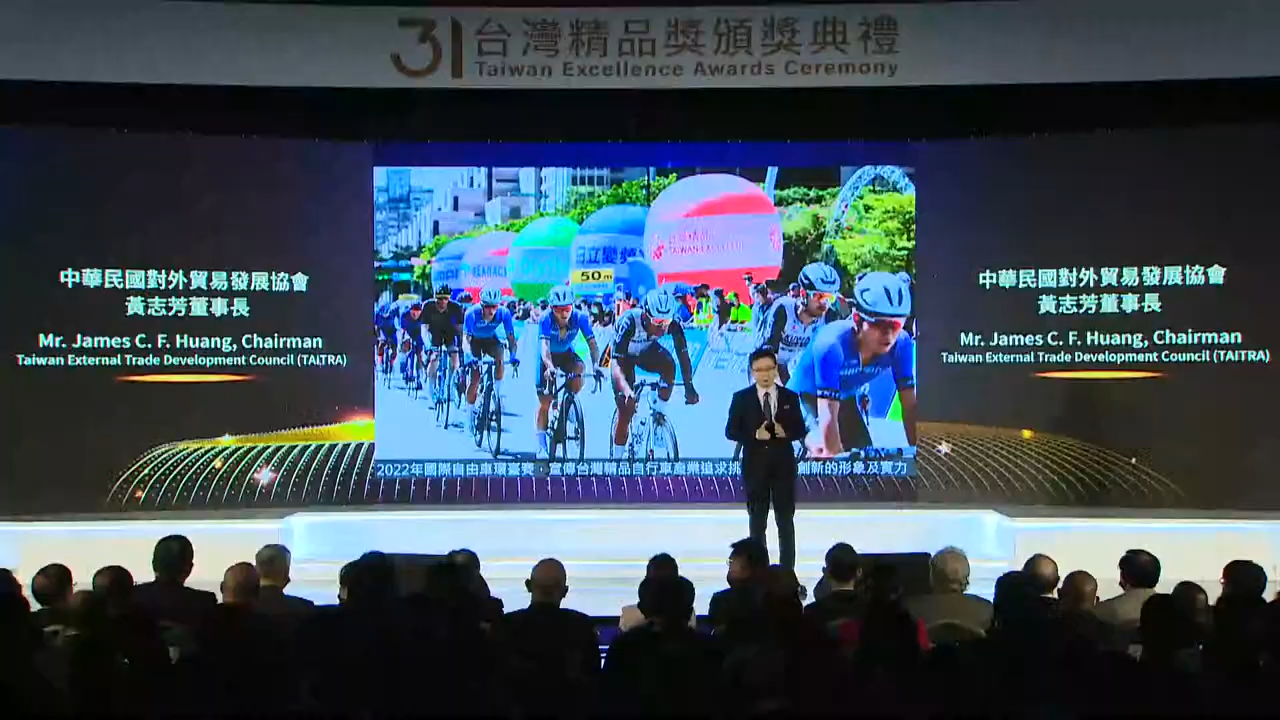 31 台灣精品獎頒獎典禮
Taiwan Excellence Awards Ceremony
中華民國對外貿易發展協會
黃志芳董事長
Mr. James C. F. Huang, Chairman
Taiwan External Trade Development Council (TAITRA)
50m
TAIWAN EXCELLENCE
2022年國際自由車環臺賽，宣傳台灣精品自行車產業追求挑
創新的形象及實力
中華民國對外貿易發展協會
黃志芳董事長
Mr. James C. F. Huang, Chairman
Taiwan External Trade Development Council (TAITRA)